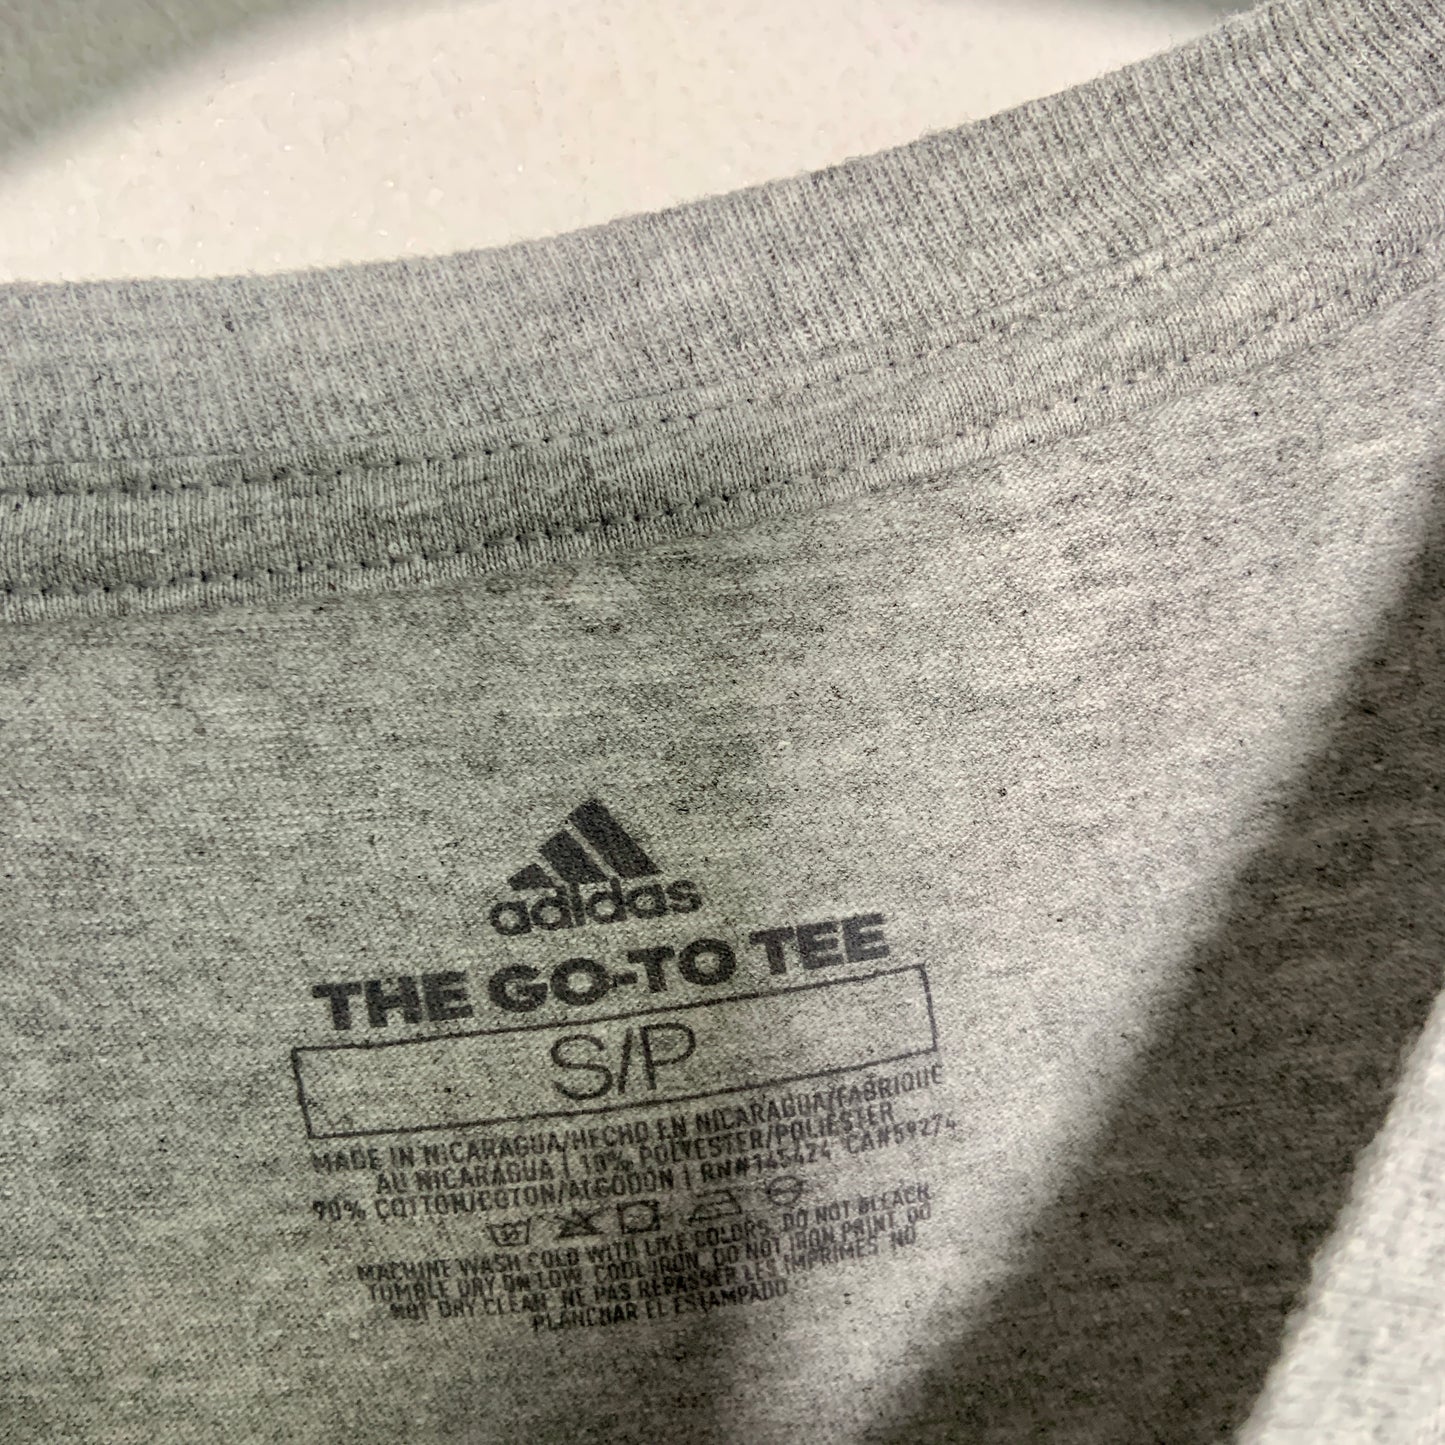 adidas
THE GO-TO TEE
S/P
MADE IN NICARAGUA/HECHO EN NICARAGUA/FABRIQUE
AU NICARAGUA | 10% POLYESTER/POLIÉSTER
90% COTTON/COTON/ALGODON | RN#145424 CA#59274
MACHINE WASH COLD WITH LIKE COLORS. DO NOT BLEACH
TUMBLE DRY ON LOW. COOL IRON. DO NOT IRON PRINT. DO
NOT DRY CLEAN. NE PAS REPASSER LES IMPRIMES. NO
PLANCHAR EL ESTAMPADO